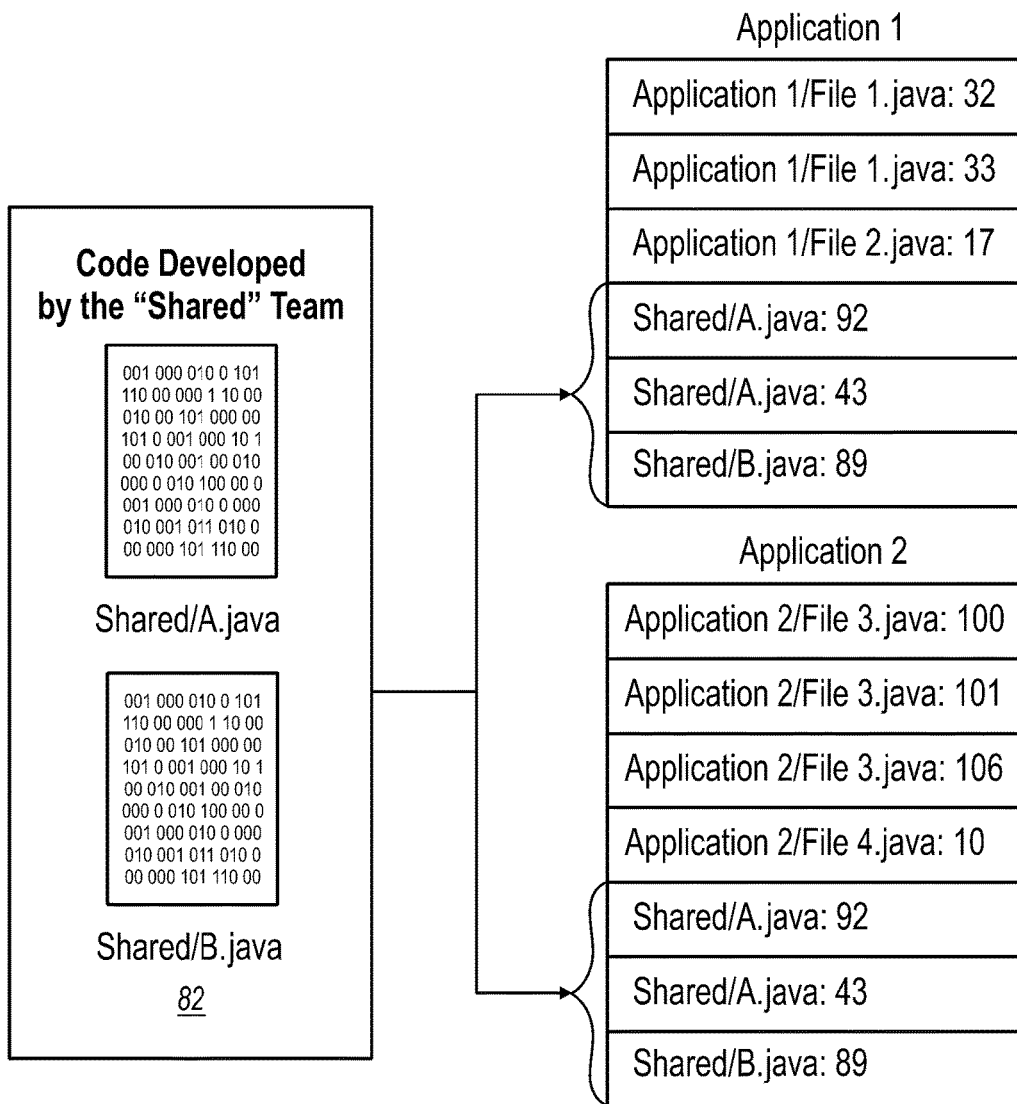 Code Developed
by the “Shared” Team
001 000 010 0 101
110 00 000 1 10 00
010 00 101 000 00
101 0 001 000 10 1
00 010 001 00 010
000 0 010 100 00 0
001 000 010 0 000
010 001 011 010 0
00 000 101 110 00
Shared/A.java
001 000 010 0 101
110 00 000 1 10 00
010 00 101 000 00
101 0 001 000 10 1
00 010 001 00 010
000 0 010 100 00 0
001 000 010 0 000
010 001 011 010 0
00 000 101 110 00
Shared/B.java
82
Application 1
Application 1/File 1.java: 32
Application 1/File 1.java: 33
Application 1/File 2.java: 17
Shared/A.java: 92
Shared/A.java: 43
Shared/B.java: 89
Application 2
Application 2/File 3.java: 100
Application 2/File 3.java: 101
Application 2/File 3.java: 106
Application 2/File 4.java: 10
Shared/A.java: 92
Shared/A.java: 43
Shared/B.java: 89